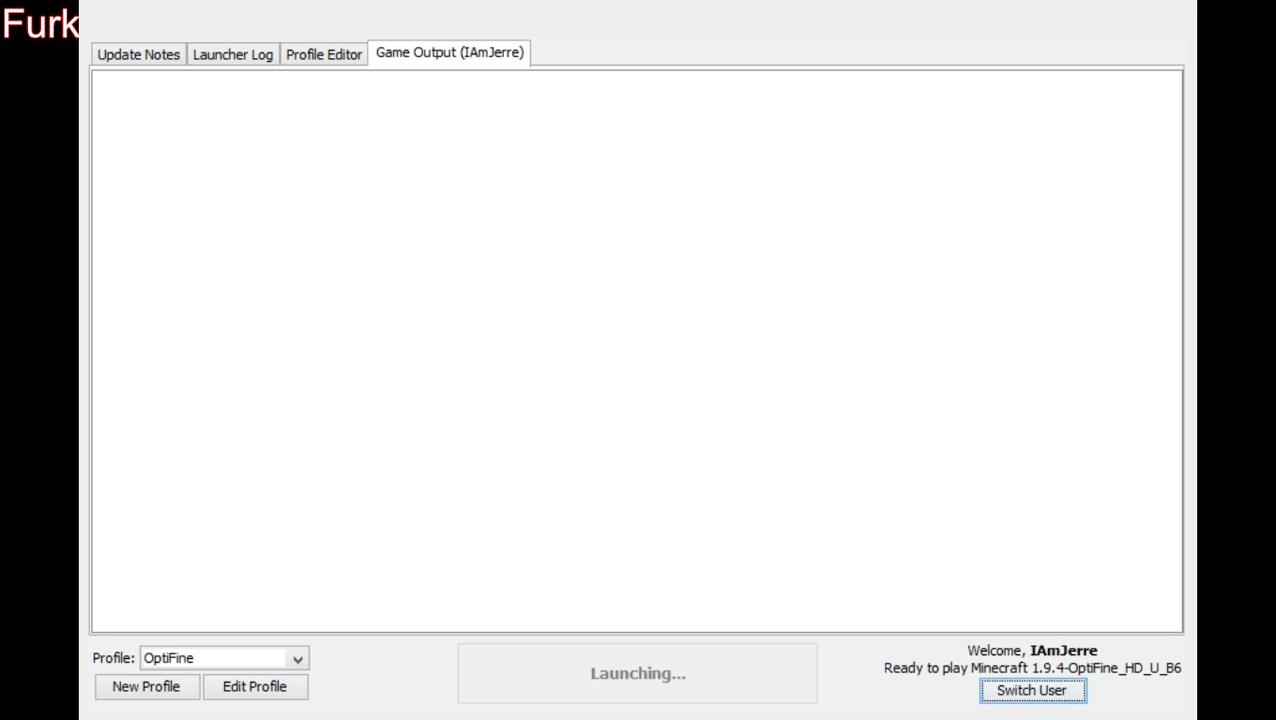 Furk
Update Notes
Launcher Log
Profile Editor
Game Output (IAmJerre)
Profile: OptiFine
New Profile
Edit Profile
Launching...
Welcome, IAmJerre
Ready to play Minecraft 1.9.4-OptiFine_HD_U_B6
Switch User